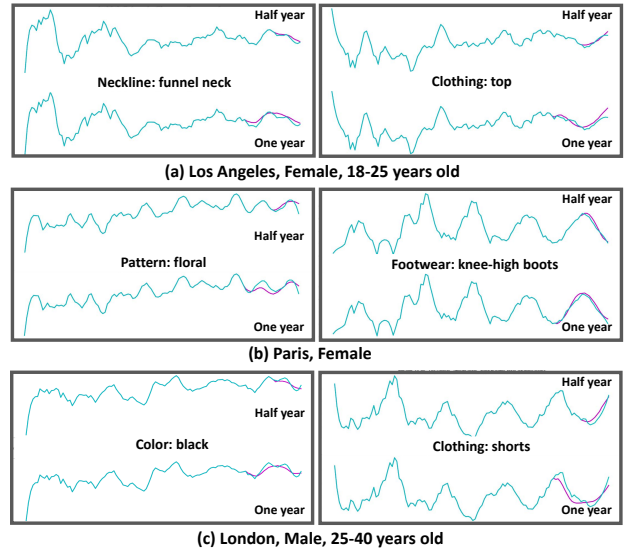 Half year
Neckline: funnel neck
One year
Half year
Clothing: top
One year
(a) Los Angeles, Female, 18-25 years old
Half year
Pattern: floral
One year
Half year
Footwear: knee-high boots
One year
(b) Paris, Female
Half year
Color: black
One year
Half year
Clothing: shorts
One year
(c) London, Male, 25-40 years old